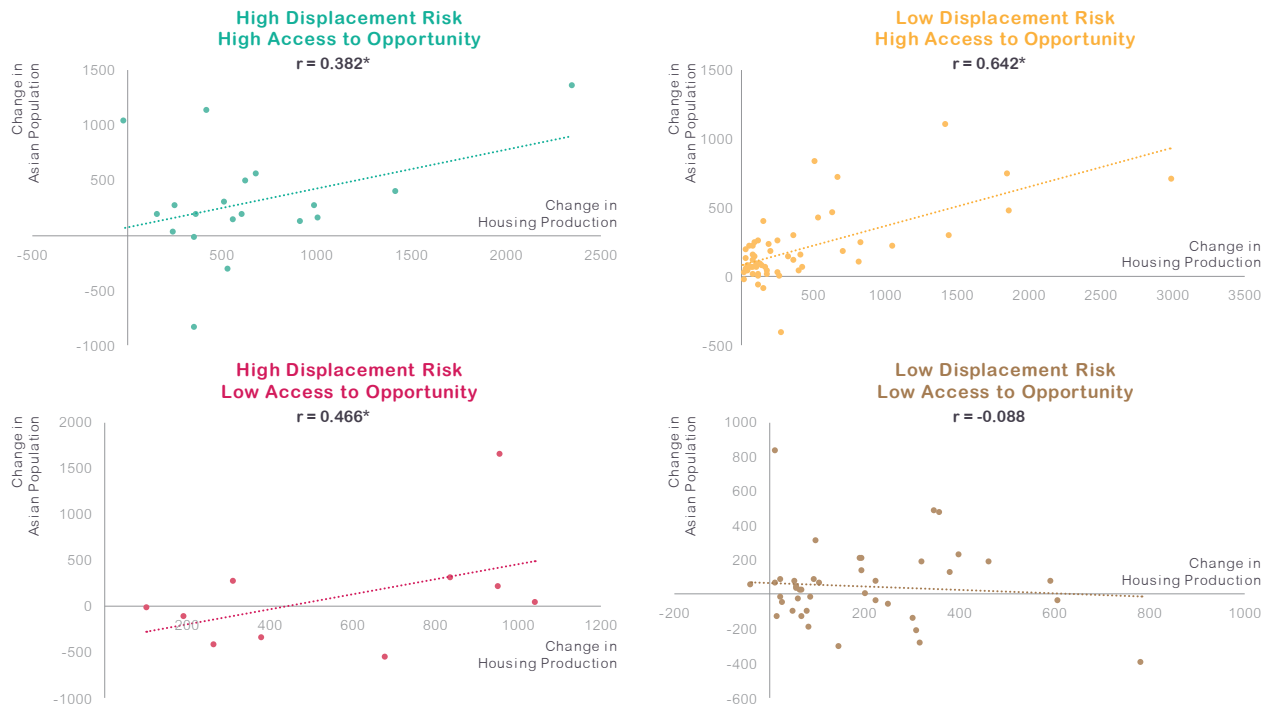 High Displacement Risk
High Access to Opportunity
r = 0.382*
Change in
Asian Population
1500
1000
500
-500
-1000
-500
500
1000
1500
2000
2500
Change in
Housing Production
Low Displacement Risk
High Access to Opportunity
r = 0.642*
Change in
Asian Population
1500
1000
500
0
-500
500
1000
1500
2000
2500
3000
3500
Change in
Housing Production
High Displacement Risk
Low Access to Opportunity
r = 0.466*
Change in
Asian Population
2000
1500
1000
500
0
-500
-1000
200
400
600
800
1000
1200
Change in
Housing Production
Low Displacement Risk
Low Access to Opportunity
r = -0.088
Change in
Asian Population
1000
800
600
400
200
0
-200
-400
-600
-200
200
400
600
800
1000
Change in
Housing Production